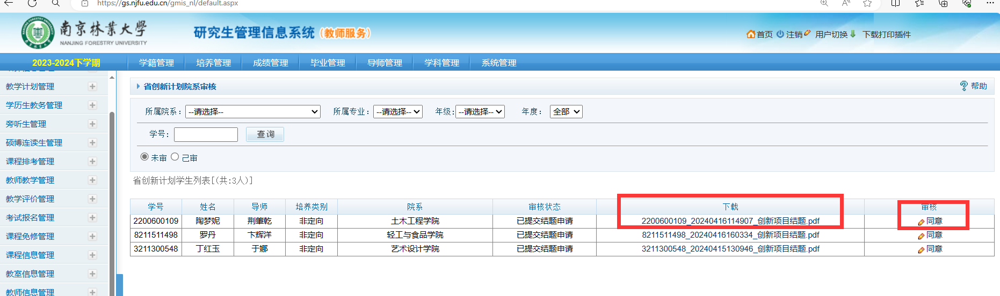 https://gs.njfu.edu.cn/gmis_nl/default.aspx
南京林業大學
NANJING FORESTRY UNIVERSITY
研究生管理信息系统 (教师服务)
首页 注销 用户切换 下载打印插件
2023-2024下学期 学籍管理 培养管理 成绩管理 毕业管理 导师管理 学科管理 系统管理
教学计划管理
学历生教务管理
旁听生管理
硕博连读生管理
课程排考管理
教师教学管理
教学评价管理
考试报名管理
课程免修管理
课程信息管理
教室信息管理
教师信息管理
省创新计划院系审核 帮助
所属院系： --请选择-- 所属专业： --请选择-- 年级: --请选择-- 年度： 全部
学号： 查询
未审 己审
省创新计划学生列表[(共:3人)]
学号 姓名 导师 培养类别 院系 审核状态 下载 审核
2200600109 陶梦妮 荆肇乾 非定向 土木工程学院 已提交结题申请 2200600109_20240416114907_创新项目结题.pdf 同意
8211511498 罗丹 卞辉洋 非定向 轻工与食品学院 已提交结题申请 8211511498_20240416160334_创新项目结题.pdf 同意
3211300548 丁红玉 于娜 非定向 艺术设计学院 已提交结题申请 3211300548_20240415130946_创新项目结题.pdf 同意